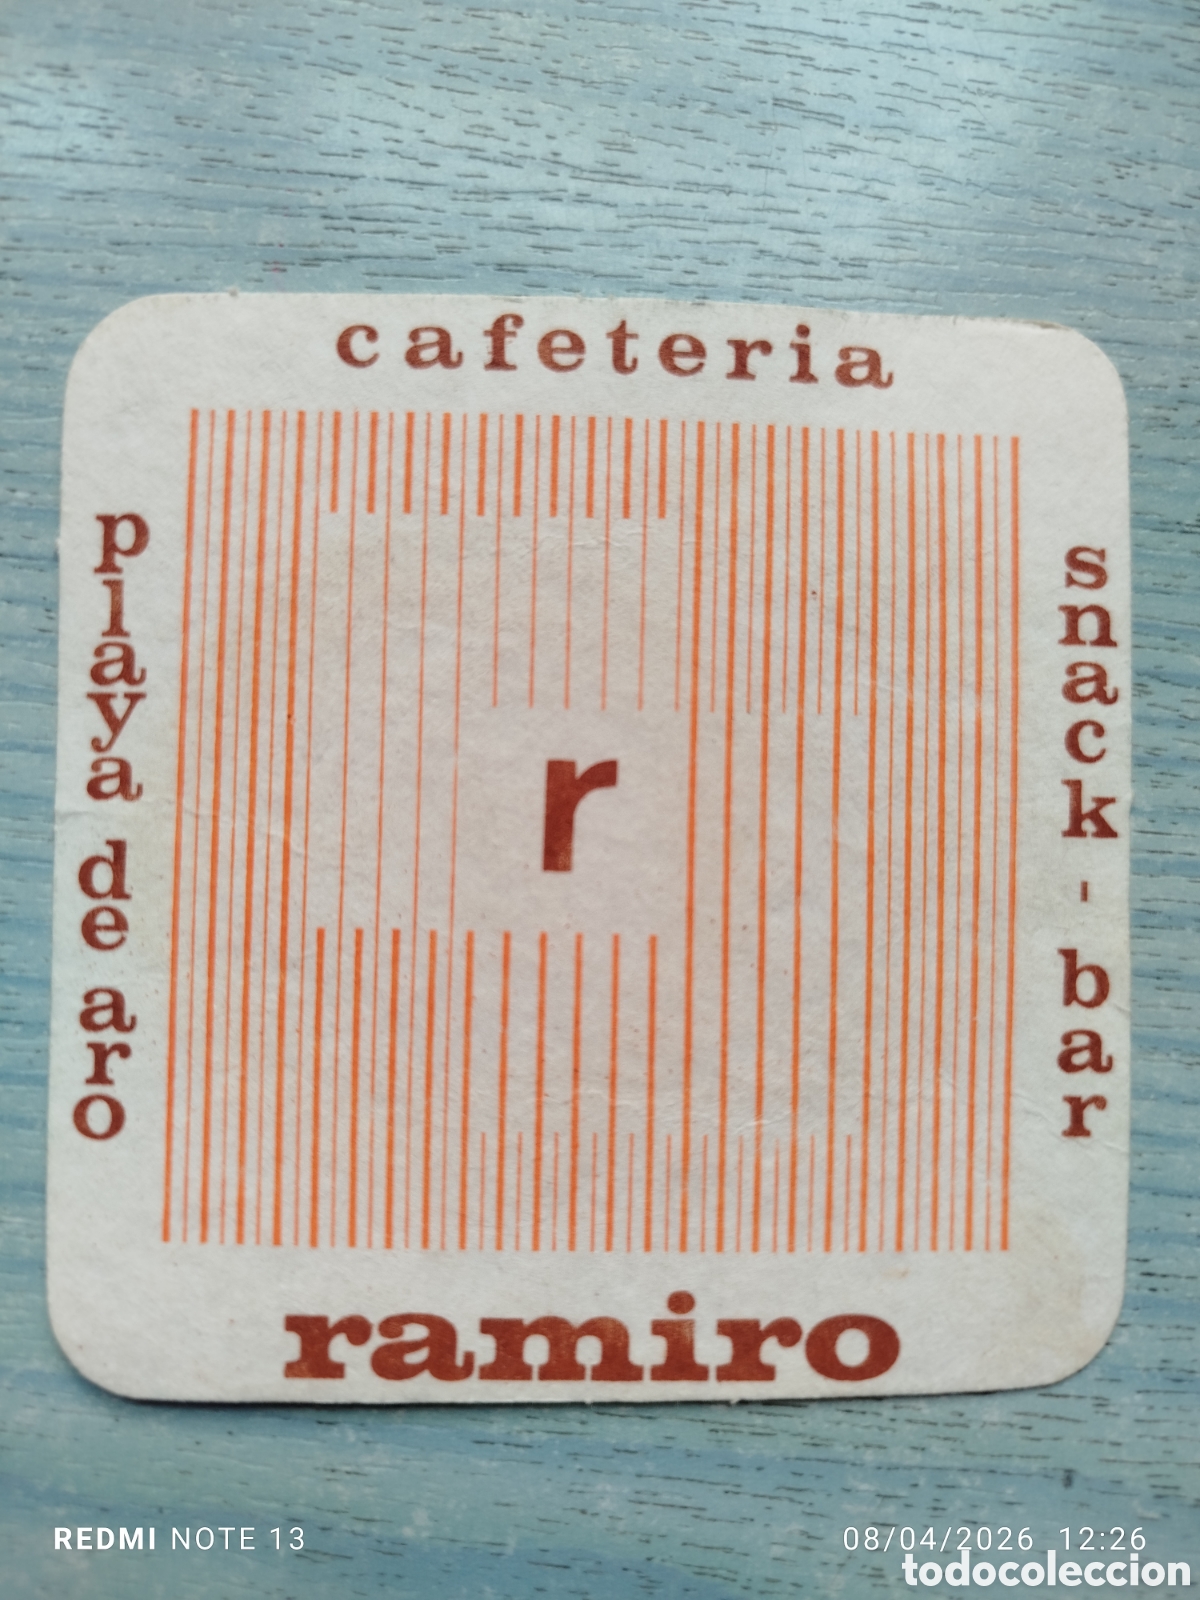 cafeteria
playa de aro
snack-bar
r
ramiro
REDMI NOTE 13
08/04/2026 12:26
todocoleccion